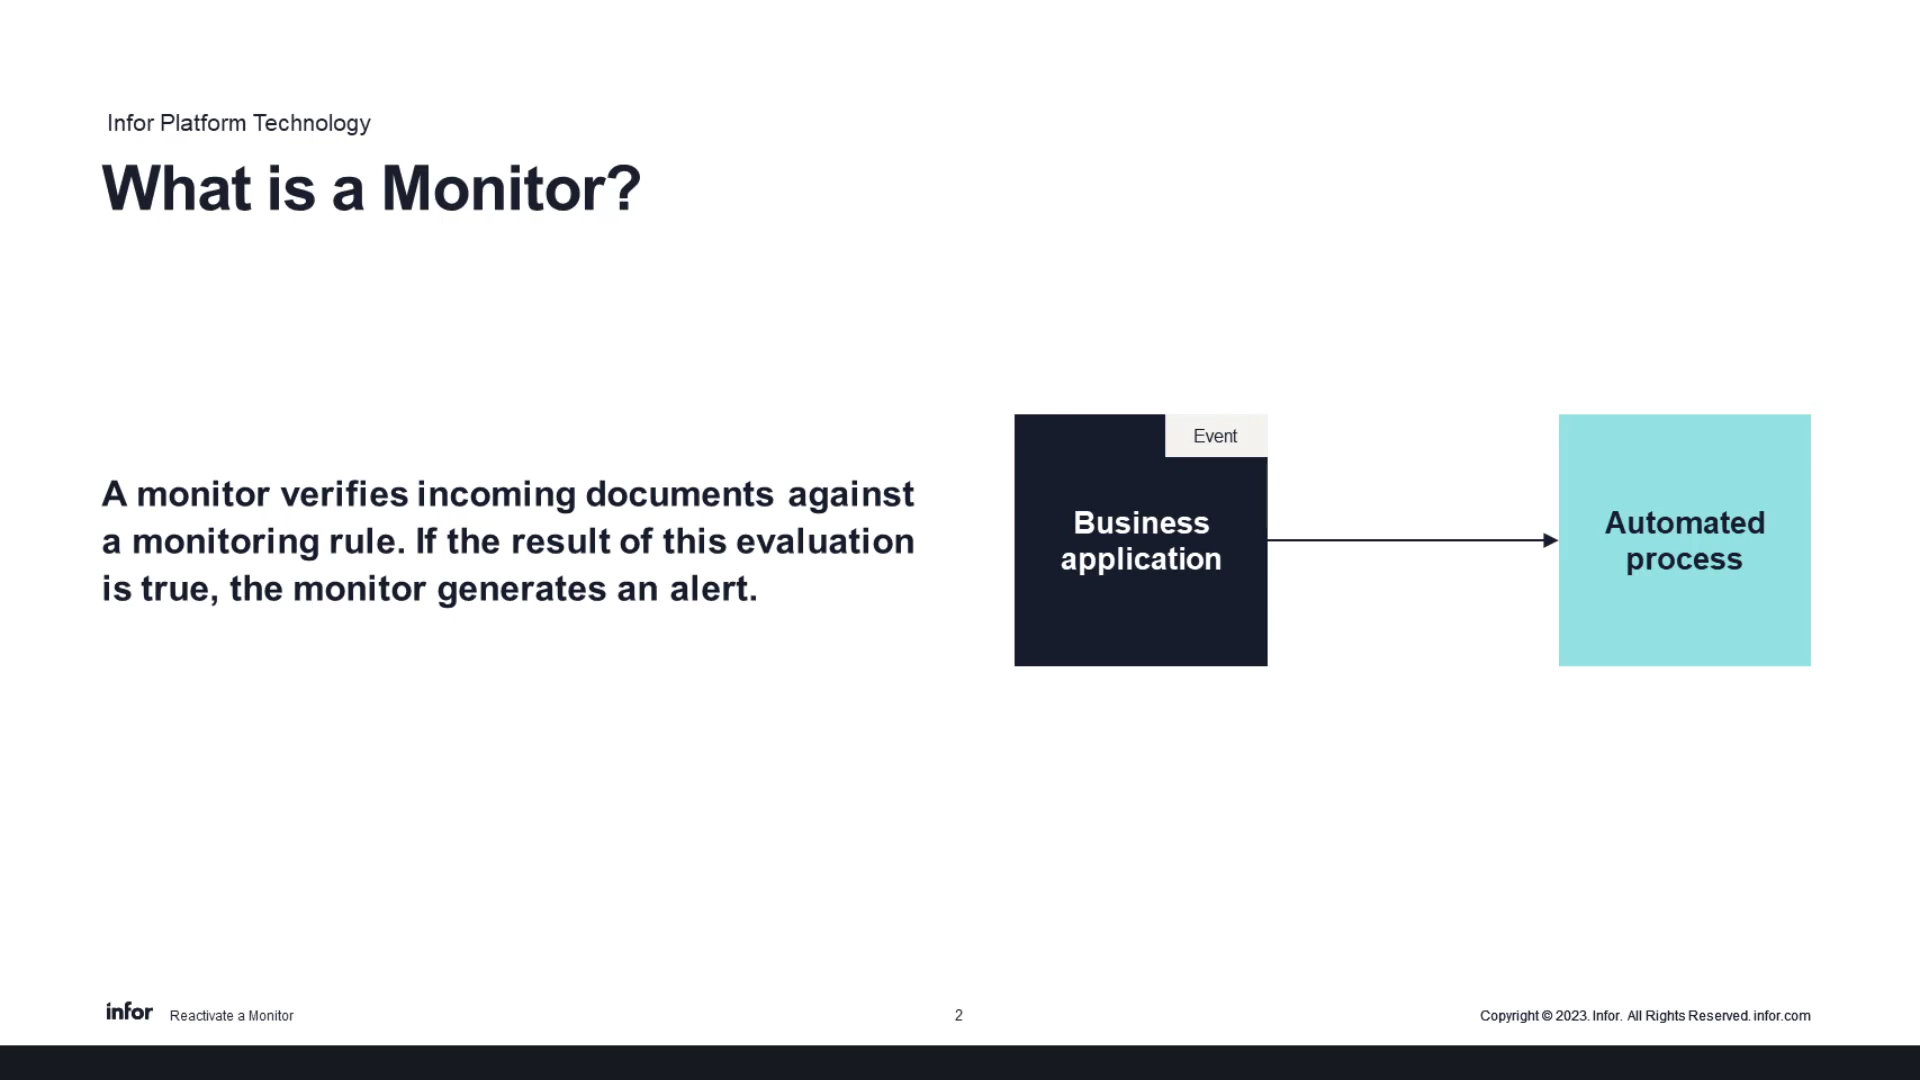 Infor Platform Technology
What is a Monitor?
A monitor verifies incoming documents against
a monitoring rule. If the result of this evaluation
is true, the monitor generates an alert.
Event
Business
application
Automated
process
infor Reactivate a Monitor
2
Copyright © 2023. Infor. All Rights Reserved. infor.com